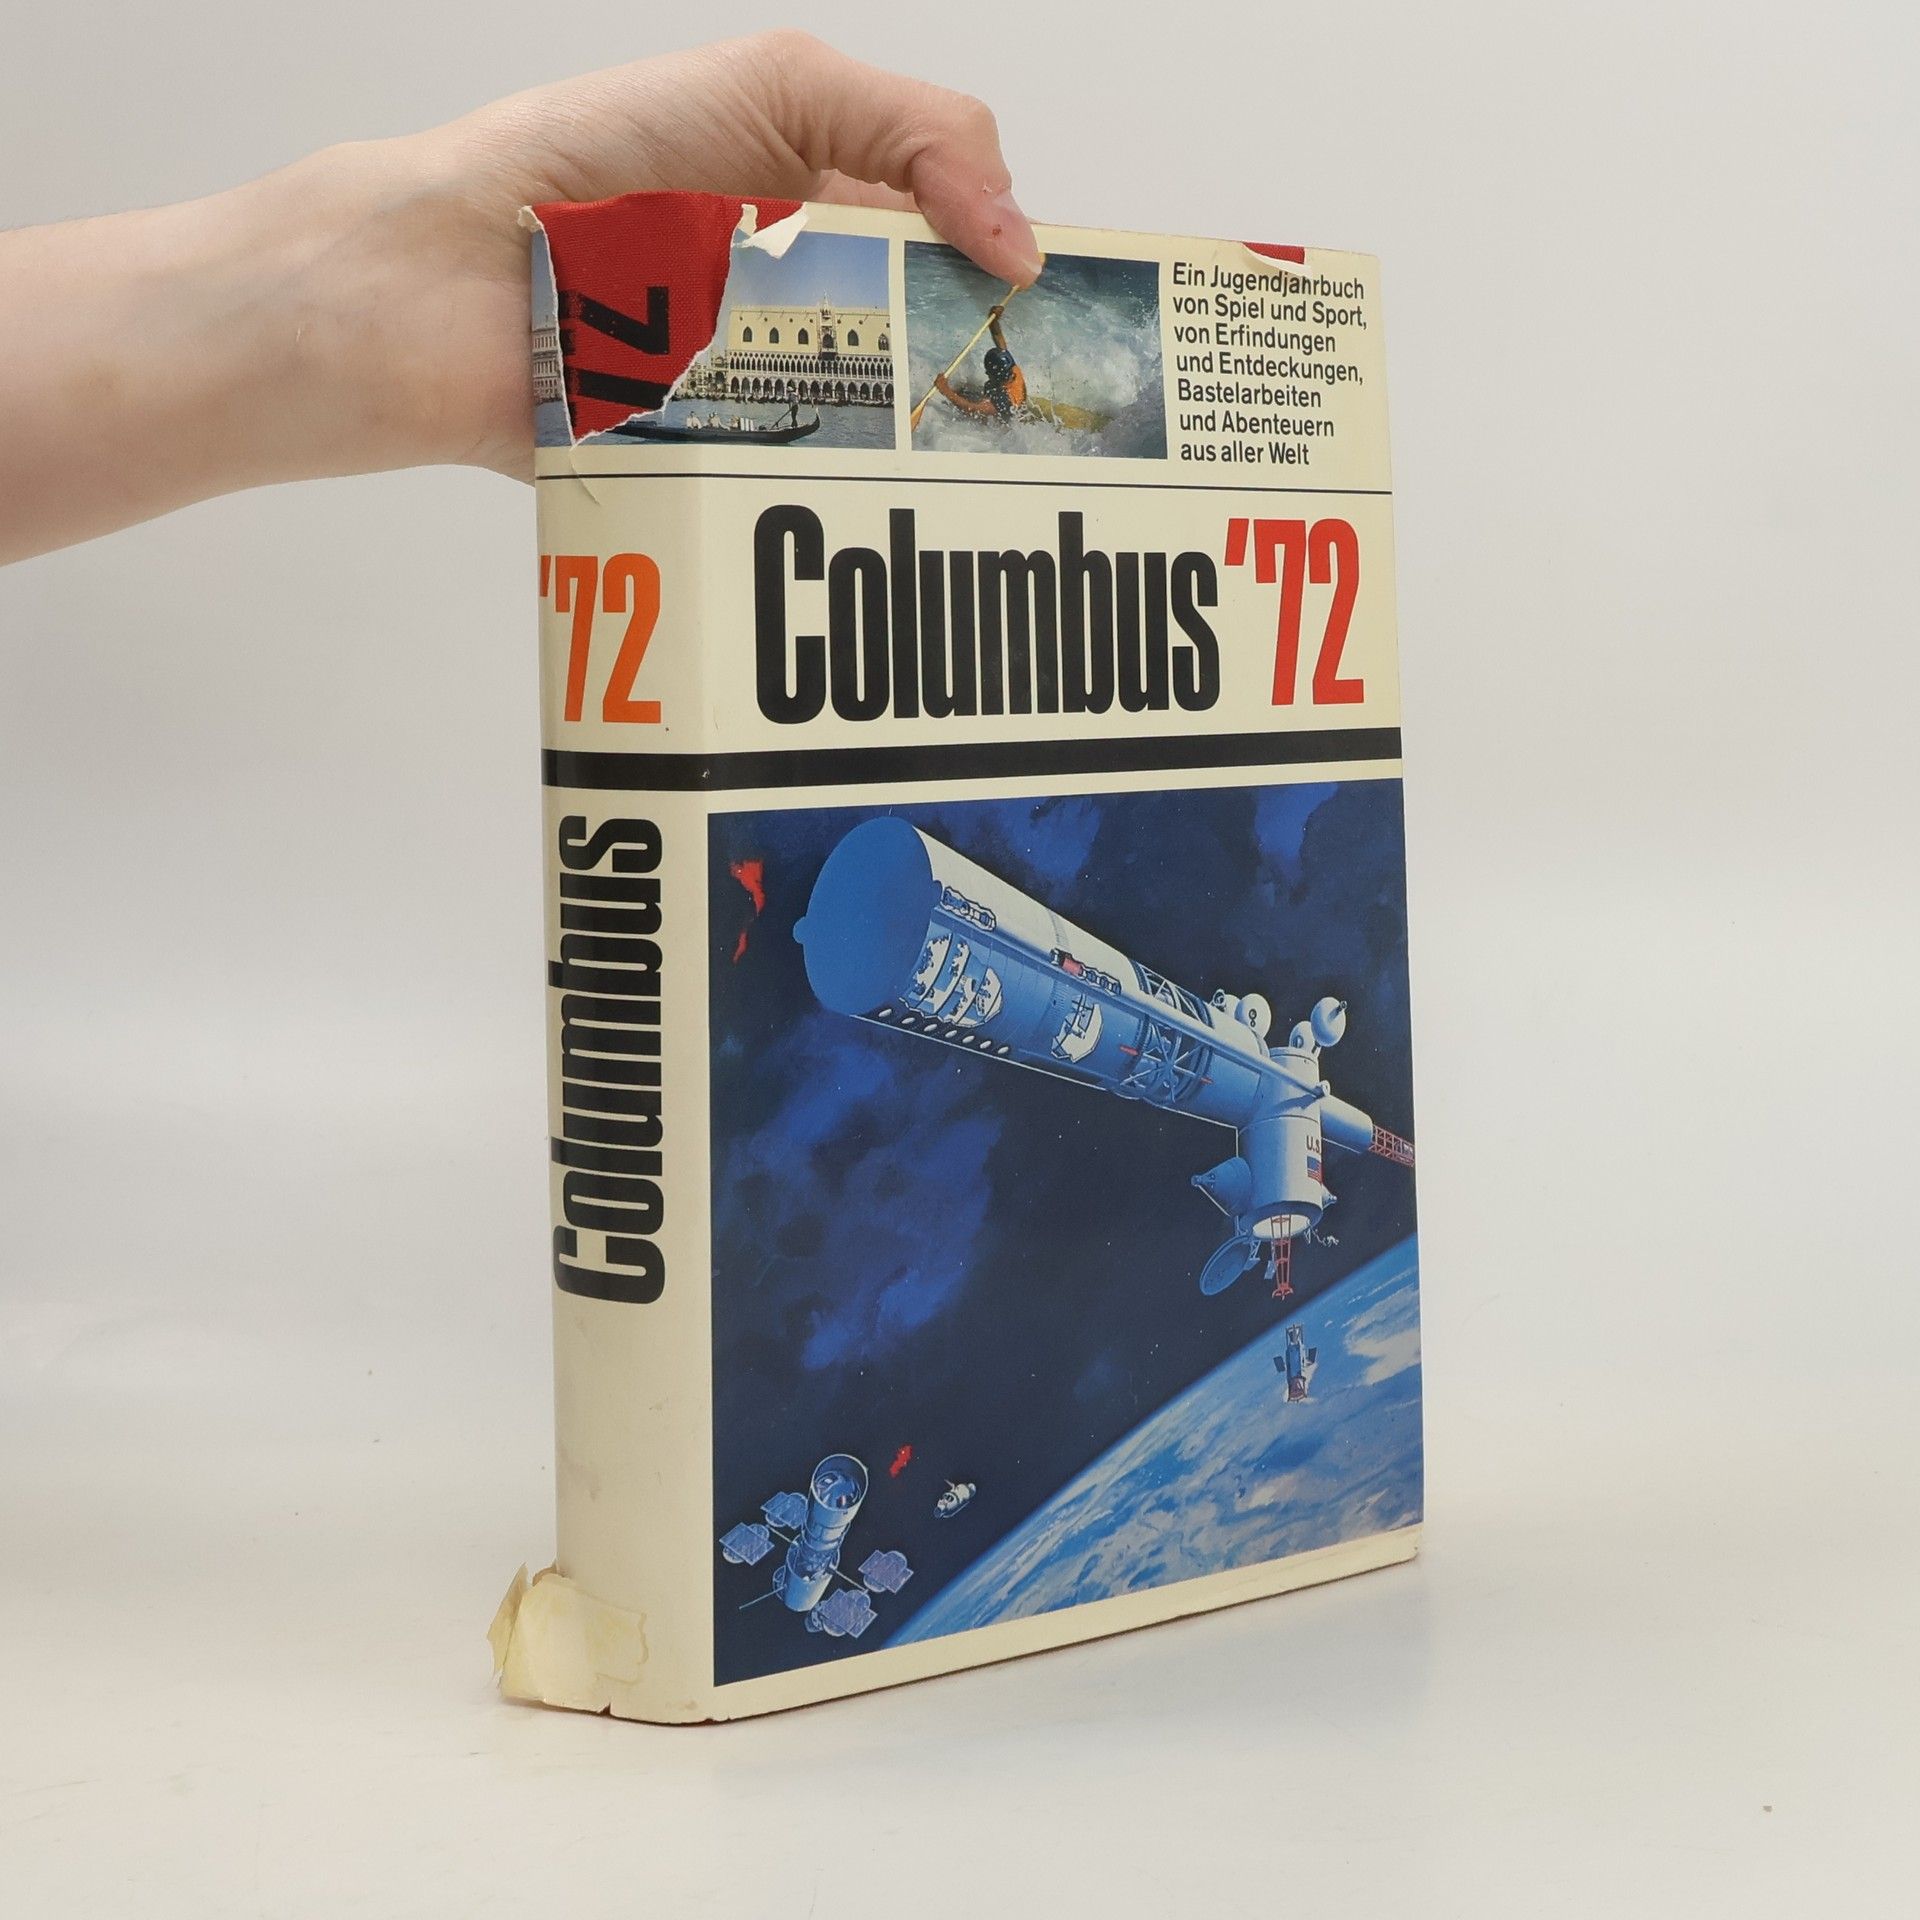 Ein Jugendjahrbuch
von Spiel und Sport,
von Erfindungen
und Entdeckungen,
Bastelarbeiten
und Abenteuern
aus aller Welt
Columbus '72
'72
Columbus